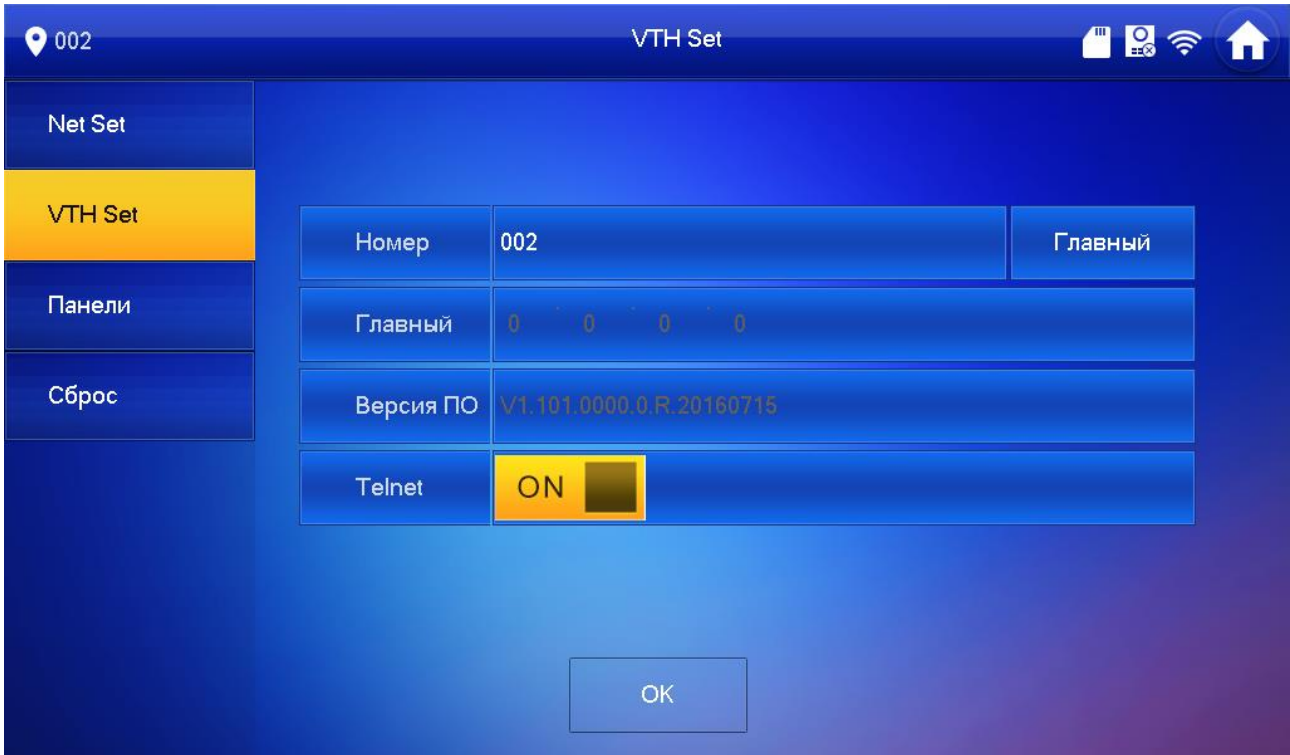 002
VTH Set
Net Set
VTH Set
Панели
Сброс
Номер 002 Главный
Главный 0 . 0 . 0 . 0
Версия ПО V1.101.0000.0.R.20160715
Telnet ON
OK